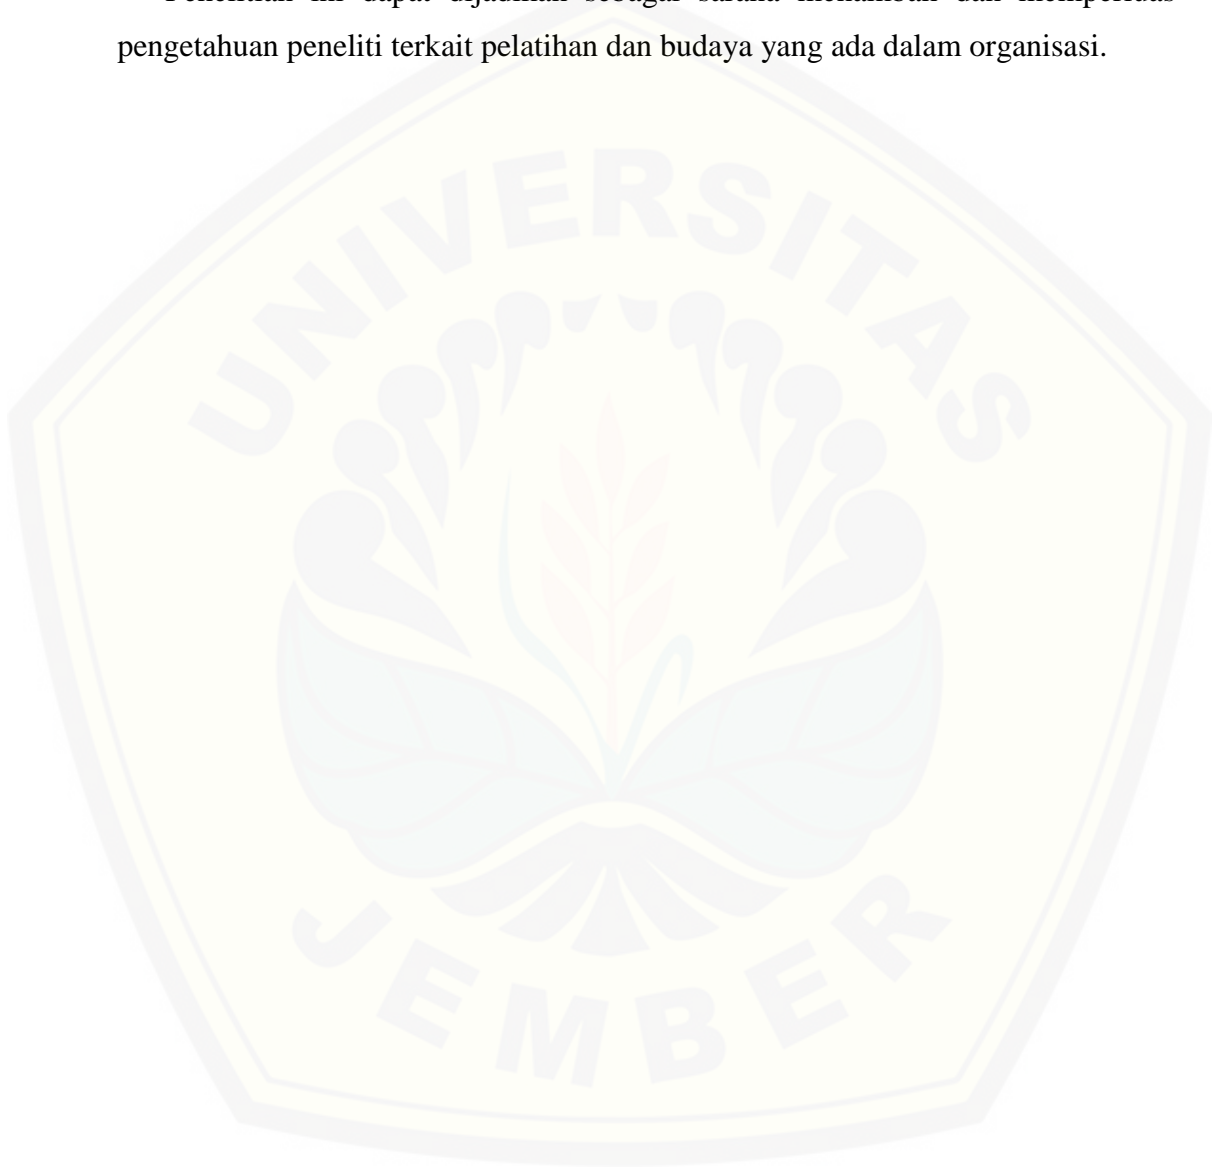 Penelitian ini dapat dijadikan sebagai sarana menambah dan memperluas
pengetahuan peneliti terkait pelatihan dan budaya yang ada dalam organisasi.
UNIVERSITAS
JEMBER